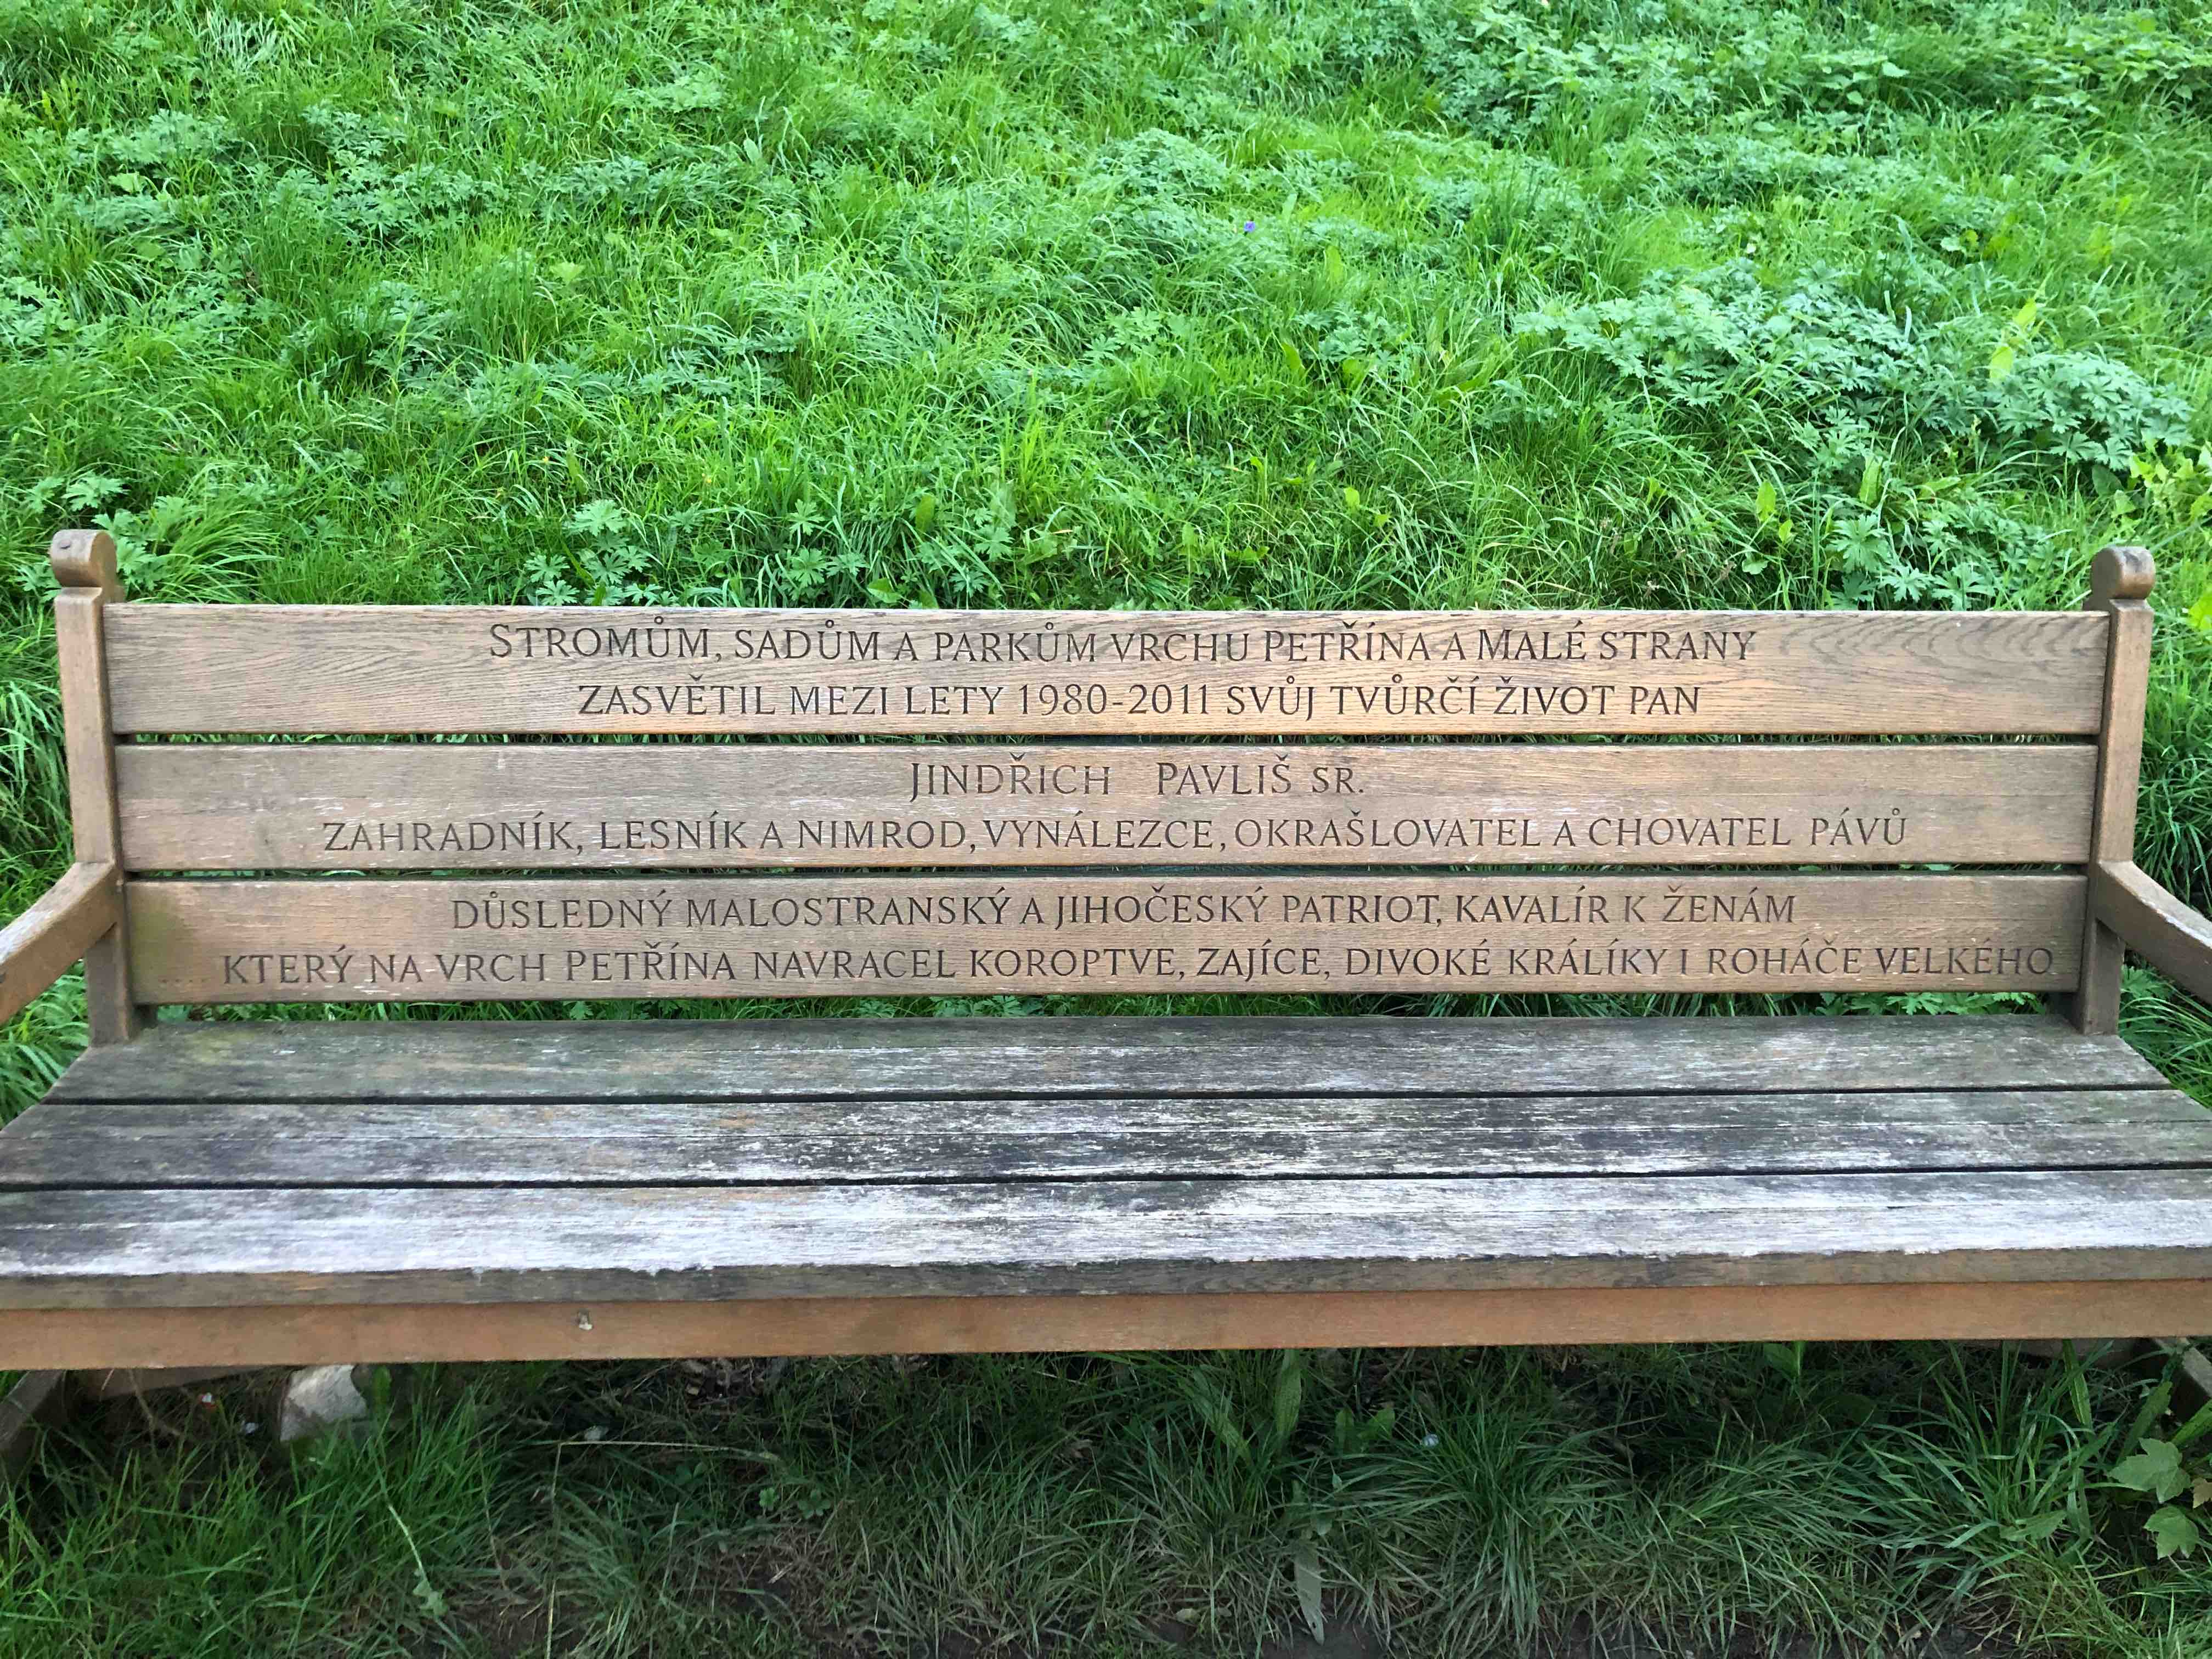 STROMŮM, SADŮM A PARKŮM VRCHU PETŘÍNA A MALÉ STRANY
ZASVĚTIL MEZI LETY 1980-2011 SVŮJ TVŮRČÍ ŽIVOT PAN
JINDŘICH PAVLIŠ SR.
ZAHRADNÍK, LESNÍK A NIMROD, VYNÁLEZCE, OKRAŠLOVATEL A CHOVATEL PÁVŮ
DŮSLEDNÝ MALOSTRANSKÝ A JIHOČESKÝ PATRIOT, KAVALÍR K ŽENÁM
.... KTERÝ NA VRCH PETŘÍNA NAVRACEL KOROPTVE, ZAJÍCE, DIVOKÉ KRÁLÍKY I ROHÁČE VELKÉHO